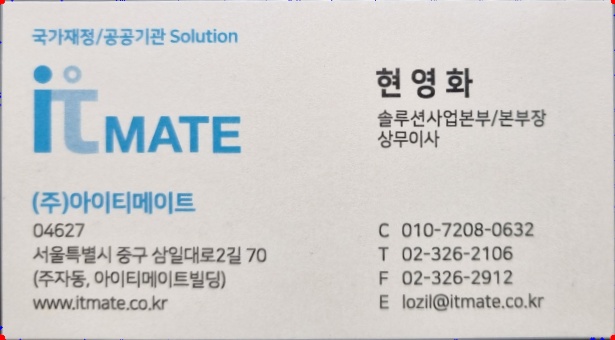 국가재정/공공기관 Solution
itMATE
현영화
솔루션사업본부/본부장
상무이사
(주)아이티메이트
04627
서울특별시 중구 삼일대로2길 70
(주자동, 아이티메이트빌딩)
www.itmate.co.kr
C 010-7208-0632
T 02-326-2106
F 02-326-2912
E lozil@itmate.co.kr